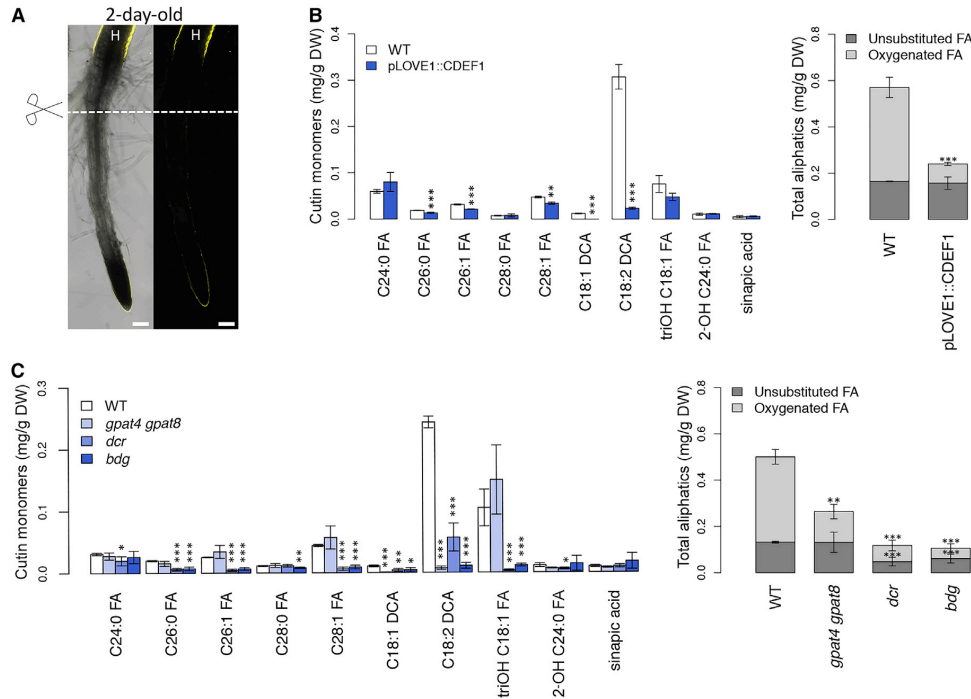 A
2-day-old
H
H
B
Cutin monomers (mg/g DW)
0.4
0.3
0.2
0.1
0.0
WT
pLOVE1::CDEF1
***
***
**
***
***
C24:0 FA
C26:0 FA
C26:1 FA
C28:0 FA
C28:1 FA
C18:1 DCA
C18:2 DCA
triOH C18:1 FA
2-OH C24:0 FA
sinapic acid
Total aliphatics (mg/g DW)
0.8
0.6
0.4
0.2
0.0
Unsubstituted FA
Oxygenated FA
***
WT
pLOVE1::CDEF1
C
Cutin monomers (mg/g DW)
0.3
0.2
0.1
0.0
WT
gpat4 gpat8
dcr
bdg
*
***
***
***
***
**
***
***
***
**
*
***
***
***
***
***
*
C24:0 FA
C26:0 FA
C26:1 FA
C28:0 FA
C28:1 FA
C18:1 DCA
C18:2 DCA
triOH C18:1 FA
2-OH C24:0 FA
sinapic acid
Total aliphatics (mg/g DW)
0.8
0.6
0.4
0.2
0.0
Unsubstituted FA
Oxygenated FA
**
***
***
***
***
WT
gpat4 gpat8
dcr
bdg